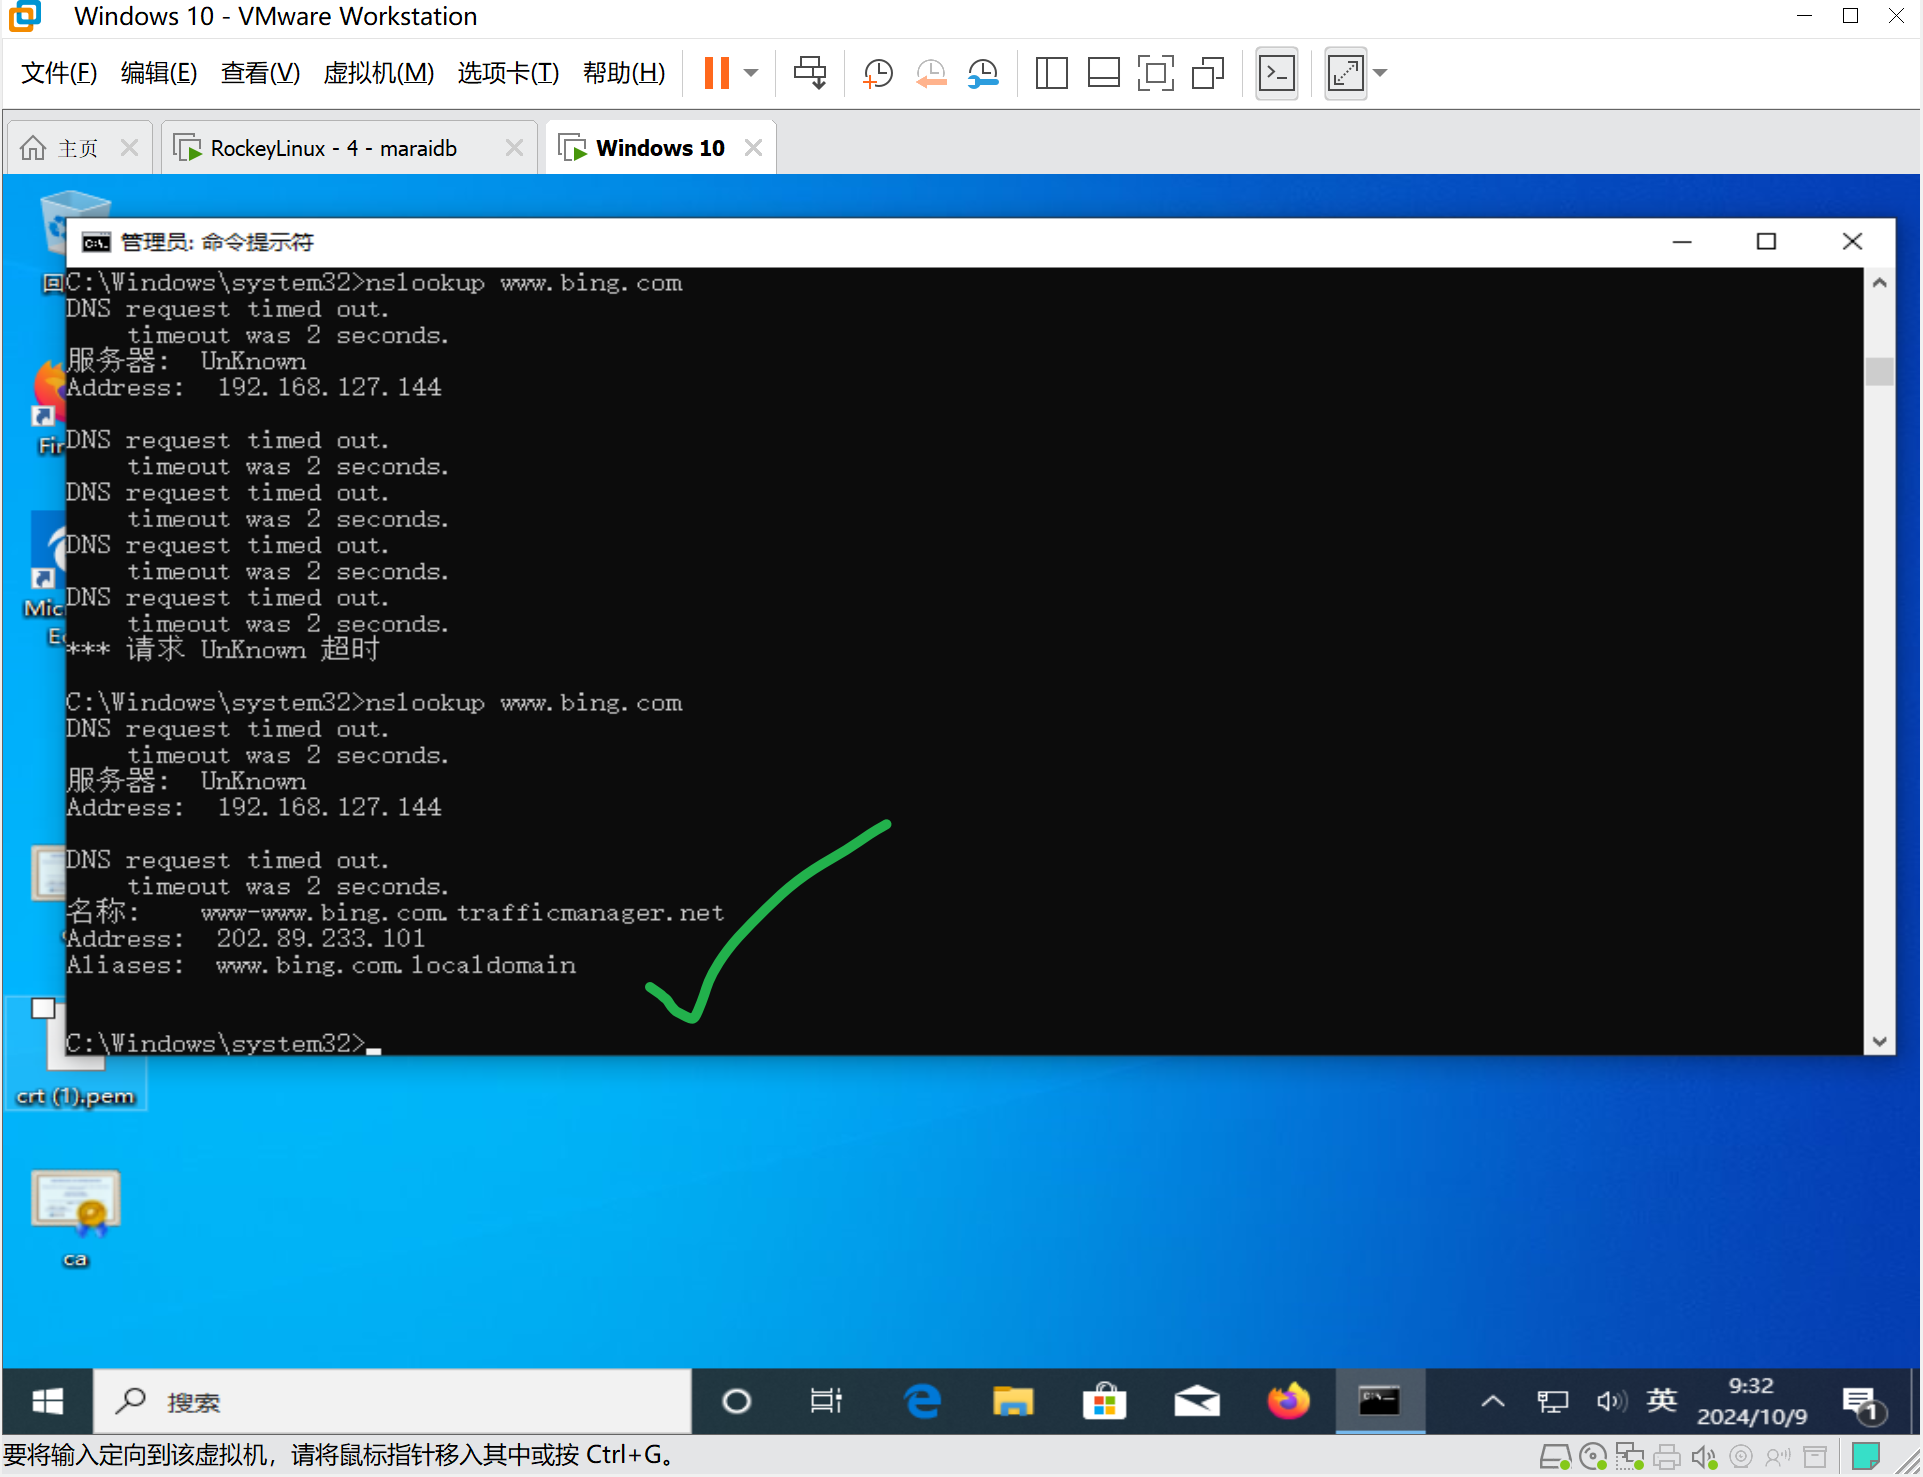 Windows 10 - VMware Workstation
文件(F) 编辑(E) 查看(V) 虚拟机(M) 选项卡(T) 帮助(H)
主页
RockeyLinux - 4 - maraidb
Windows 10
管理员: 命令提示符
C:\Windows\system32>nslookup www.bing.com
DNS request timed out.
    timeout was 2 seconds.
服务器:  UnKnown
Address:  192.168.127.144
DNS request timed out.
    timeout was 2 seconds.
DNS request timed out.
    timeout was 2 seconds.
DNS request timed out.
    timeout was 2 seconds.
DNS request timed out.
    timeout was 2 seconds.
*** 请求 UnKnown 超时
C:\Windows\system32>nslookup www.bing.com
DNS request timed out.
    timeout was 2 seconds.
服务器:  UnKnown
Address:  192.168.127.144
DNS request timed out.
    timeout was 2 seconds.
名称:    www-www.bing.com.trafficmanager.net
Address:  202.89.233.101
Aliases:  www.bing.com.localdomain
C:\Windows\system32>
回
Fir
Mic
E
crt (1).pem
ca
搜索
英
9:32
2024/10/9
1
要将输入定向到该虚拟机，请将鼠标指针移入其中或按 Ctrl+G。